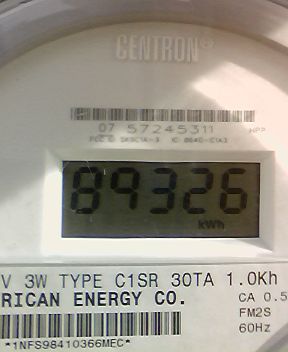 CENTRON®
07 57245311
HPP
89326
kWh
V 3W TYPE C1SR 30TA 1.0Kh
RICAN ENERGY CO.
CA 0.5
FM2S
60Hz
*1NFS98410366MEC*